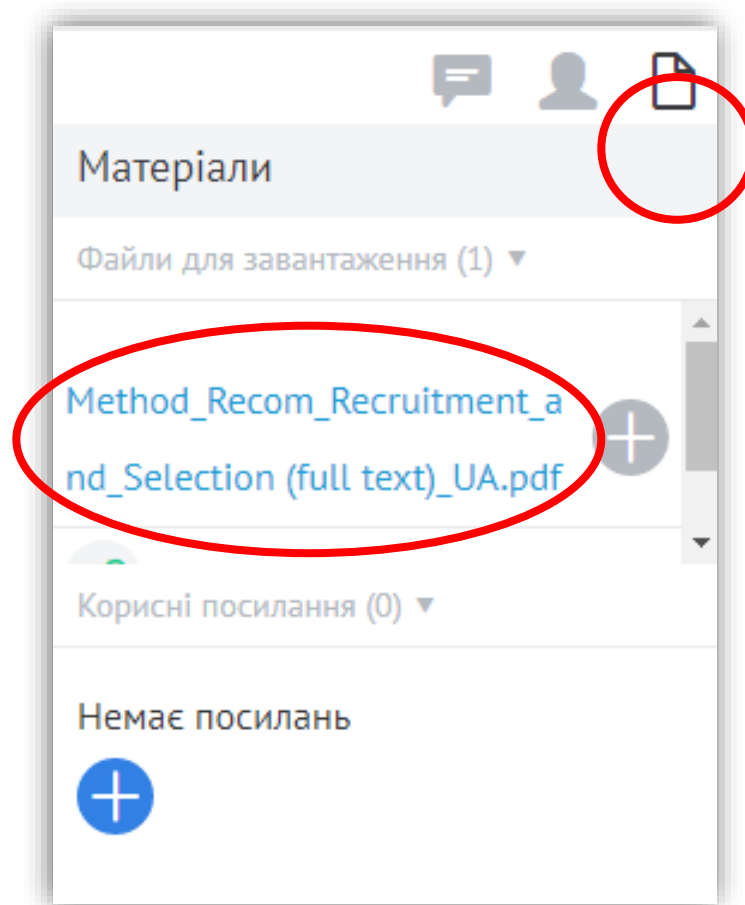 Матеріали
Файли для завантаження (1) ▼
Method_Recom_Recruitment_a
nd_Selection (full text)_UA.pdf
Корисні посилання (0) ▼
Немає посилань